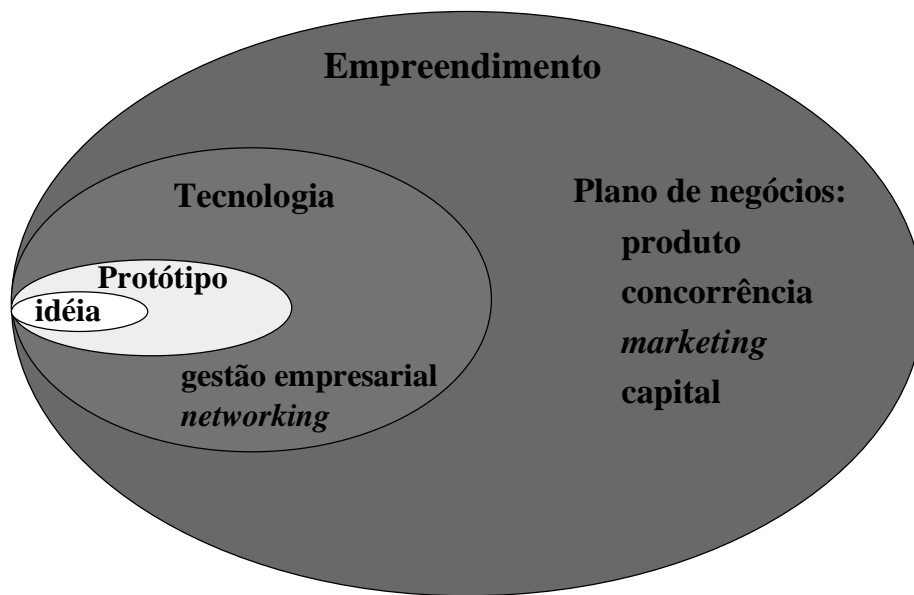 Empreendimento
Tecnologia
Plano de negócios:
produto
concorrência
marketing
capital
Protótipo
idéia
gestão empresarial
networking